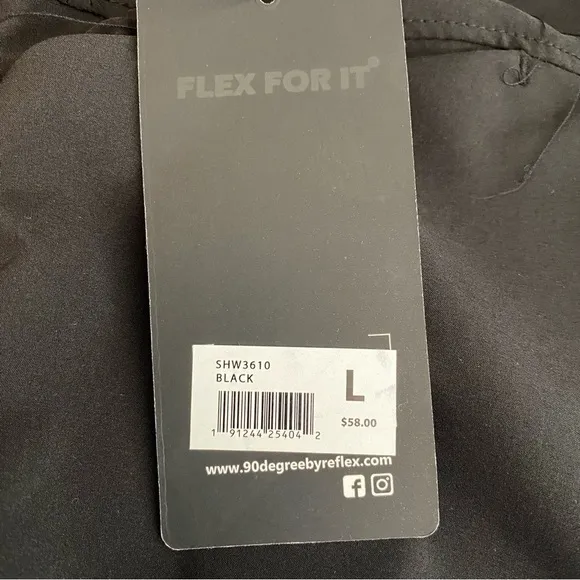 FLEX FOR IT®
SHW3610
BLACK
L
$58.00
1 91244 25404 2
www.90degreebyreflex.com